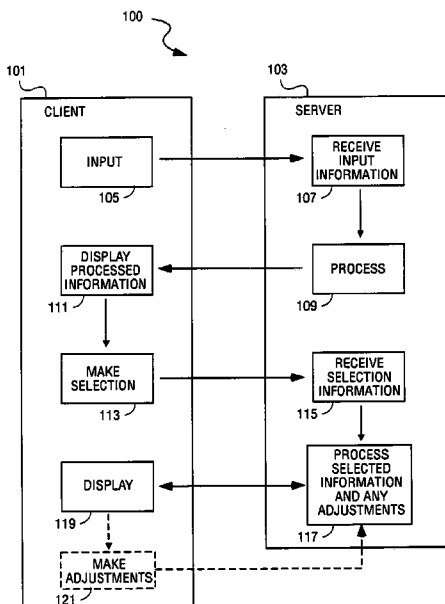 100
101
103
CLIENT
SERVER
INPUT
105
RECEIVE
INPUT
INFORMATION
107
DISPLAY
PROCESSED
INFORMATION
111
PROCESS
109
MAKE
SELECTION
113
RECEIVE
SELECTION
INFORMATION
115
DISPLAY
119
PROCESS
SELECTED
INFORMATION
AND ANY
ADJUSTMENTS
117
MAKE
ADJUSTMENTS
121